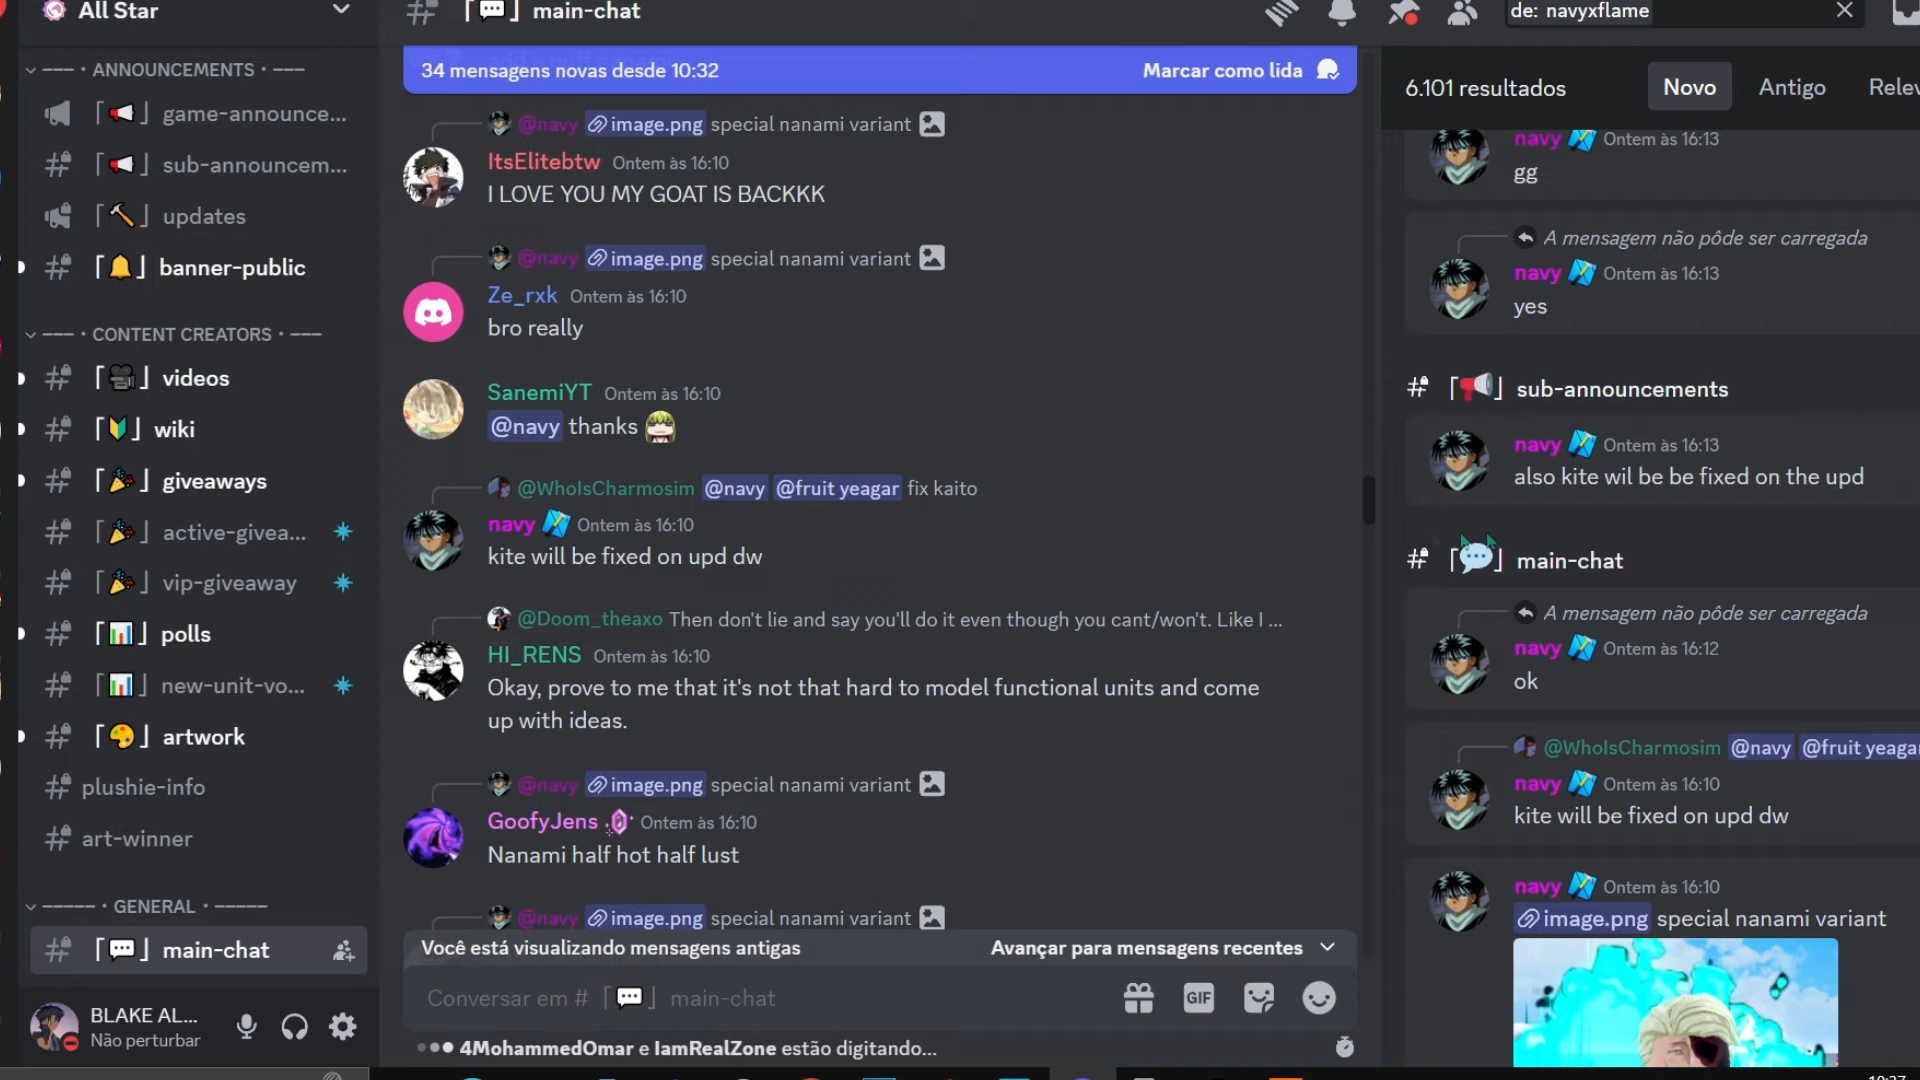 All Star
ANNOUNCEMENTS
game-announce...
sub-announcem...
updates
banner-public
CONTENT CREATORS
videos
wiki
giveaways
active-givea...
vip-giveaway
polls
new-unit-vo...
artwork
plushie-info
art-winner
GENERAL
main-chat
BLAKE AL...
Não perturbar
main-chat
34 mensagens novas desde 10:32
Marcar como lida
@navy image.png special nanami variant
ItsElitebtw Ontem às 16:10
I LOVE YOU MY GOAT IS BACKKK
@navy image.png special nanami variant
Ze_rxk Ontem às 16:10
bro really
SanemiYT Ontem às 16:10
@navy thanks
@WhoIsCharmosim @navy @fruit yeagar fix kaito
navy Ontem às 16:10
kite will be fixed on upd dw
@Doom_theaxo Then don't lie and say you'll do it even though you cant/won't. Like I ...
HI_RENS Ontem às 16:10
Okay, prove to me that it's not that hard to model functional units and come
up with ideas.
@navy image.png special nanami variant
GoofyJens Ontem às 16:10
Nanami half hot half lust
@navy image.png special nanami variant
Você está visualizando mensagens antigas
Avançar para mensagens recentes
Conversar em # 「💬」 main-chat
GIF
4MohammedOmar e IamRealZone estão digitando...
de: navyxflame
6.101 resultados
Novo
Antigo
Relev
navy Ontem às 16:13
gg
A mensagem não pôde ser carregada
navy Ontem às 16:13
yes
sub-announcements
navy Ontem às 16:13
also kite wil be be fixed on the upd
main-chat
A mensagem não pôde ser carregada
navy Ontem às 16:12
ok
@WhoIsCharmosim @navy @fruit yeaga
navy Ontem às 16:10
kite will be fixed on upd dw
navy Ontem às 16:10
image.png special nanami variant